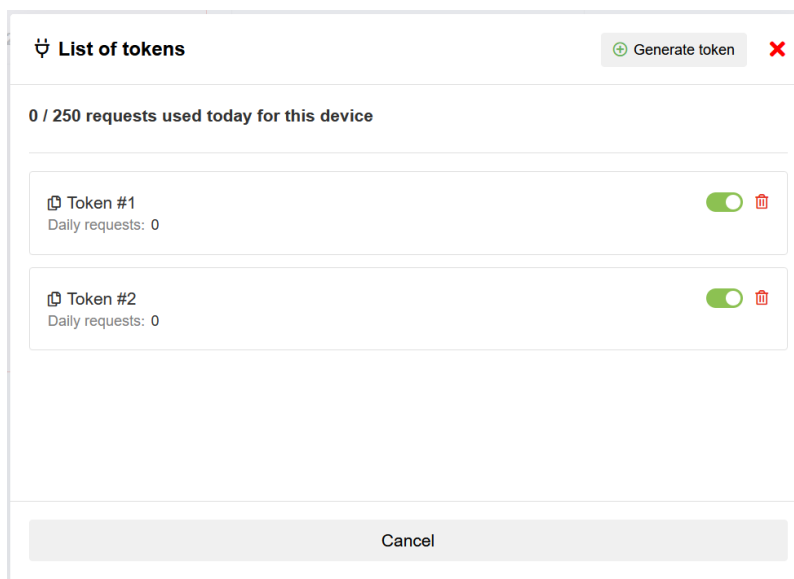 List of tokens
Generate token
0 / 250 requests used today for this device
Token #1
Daily requests: 0
Token #2
Daily requests: 0
Cancel